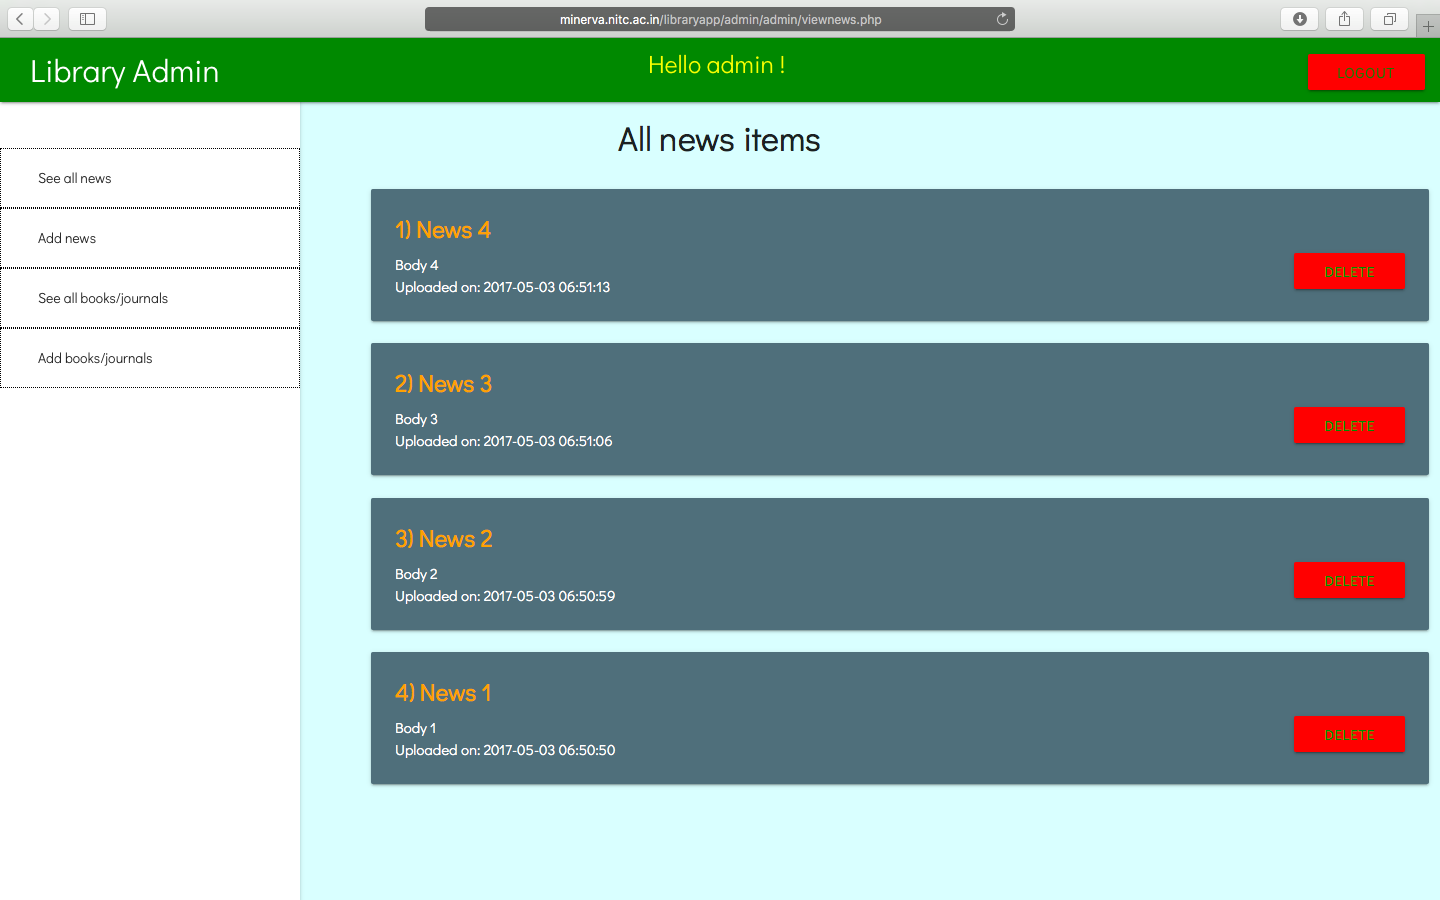 minerva.nitc.ac.in/libraryapp/admin/admin/viewnews.php
Library Admin
Hello admin !
LOGOUT
See all news
Add news
See all books/journals
Add books/journals
All news items
1) News 4
Body 4
Uploaded on: 2017-05-03 06:51:13
DELETE
2) News 3
Body 3
Uploaded on: 2017-05-03 06:51:06
DELETE
3) News 2
Body 2
Uploaded on: 2017-05-03 06:50:59
DELETE
4) News 1
Body 1
Uploaded on: 2017-05-03 06:50:50
DELETE